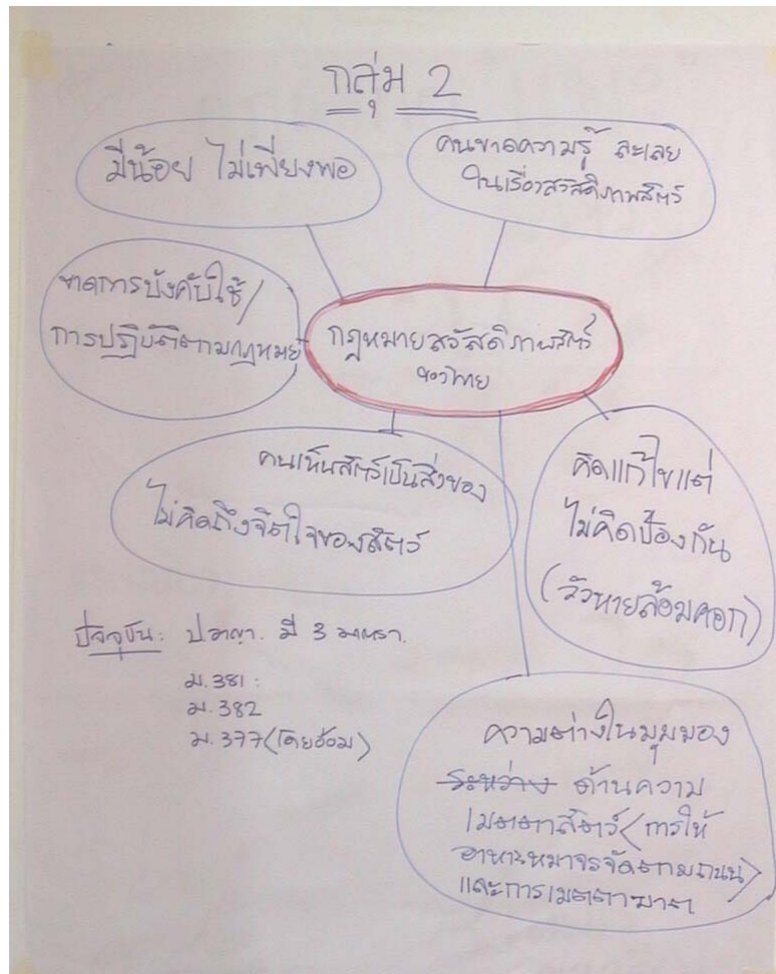 กลุ่ม 2
มีน้อย ไม่เพียงพอ
คนขาดความรู้ ละเลย
ในเรื่องสวัสดิภาพสัตว์
ขาดการบังคับใช้/
การปฏิบัติตามกฎหมาย
กฎหมายสวัสดิภาพสัตว์
ของไทย
คนเห็นสัตว์เป็นสิ่งของ
ไม่คิดถึงจิตใจของสัตว์
คิดแก้ไขแต่
ไม่คิดป้องกัน
(วัวหายล้อมคอก)
ปัจจุบัน: ป.อาญา. มี 3 มาตรา.
ม.381:
ม.382
ม.377(โดยอ้อม)
ความต่างในมุมมอง
ระหว่าง ด้านความ
เมตตาสัตว์(การให้
อาหารหมาจรจัดตามถนน)
และการเมตตาฆาต